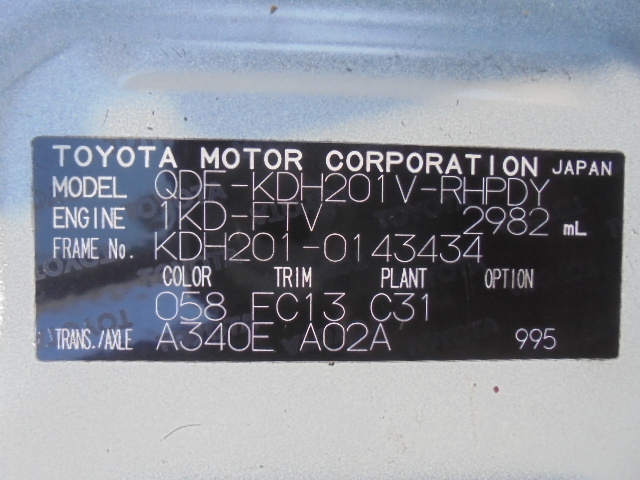 TOYOTA MOTOR CORPORATION JAPAN
MODEL QDF-KDH201V-RHPDY
ENGINE 1KD-FTV 2982 mL
FRAME No. KDH201-0143434
COLOR TRIM PLANT OPTION
058 FC13 C31
TRANS./AXLE A340E A02A 995